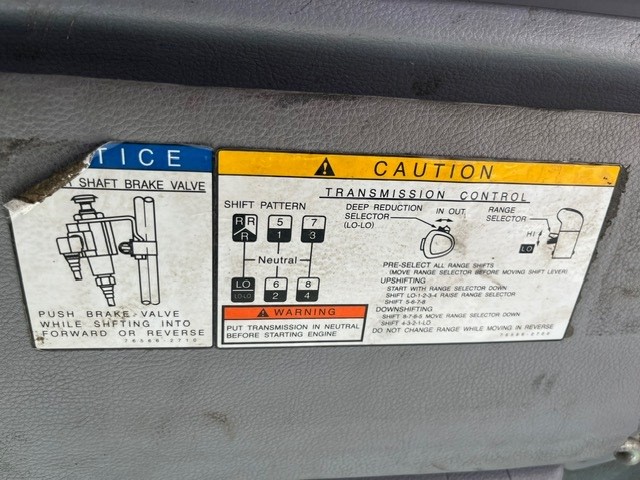 TICE
SHAFT BRAKE VALVE
PUSH BRAKE VALVE
WHILE SHFTING INTO
FORWARD OR REVERSE
CAUTION
TRANSMISSION CONTROL
SHIFT PATTERN
R R 5 7
R 1 3
Neutral
LO 6 8
LO-LO 2 4
WARNING
PUT TRANSMISSION IN NEUTRAL
BEFORE STARTING ENGINE
DEEP REDUCTION
SELECTOR
(LO-LO)
IN OUT
RANGE
SELECTOR
HI
LO
PRE-SELECT ALL RANGE SHIFTS
(MOVE RANGE SELECTOR BEFORE MOVING SHIFT LEVER)
UPSHIFTING
START WITH RANGE SELECTOR DOWN
SHIFT LO-1-2-3-4 RAISE RANGE SELECTOR
SHIFT 5-6-7-8
DOWNSHIFTING
SHIFT 8-7-6-5 MOVE RANGE SELECTOR DOWN
SHIFT 4-3-2-1-LO
DO NOT CHANGE RANGE WHILE MOVING IN REVERSE